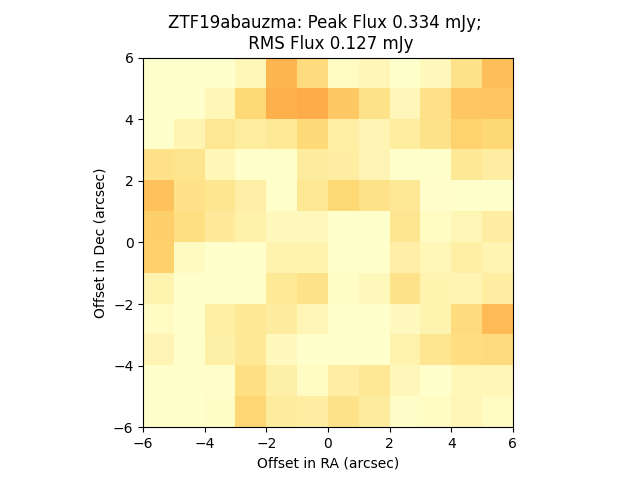 ZTF19abauzma: Peak Flux 0.334 mJy;
RMS Flux 0.127 mJy
6
4
2
0
−2
−4
−6
Offset in Dec (arcsec)
−6 −4 −2 0 2 4 6
Offset in RA (arcsec)